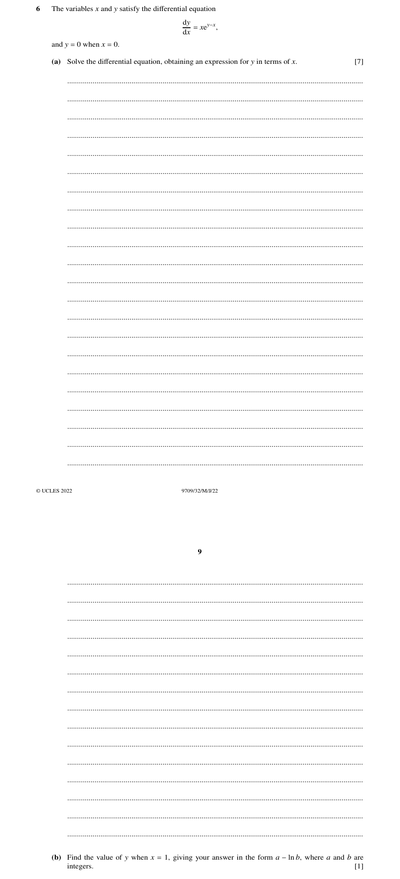 6 The variables x and y satisfy the differential equation
dy/dx = xe^{y−x},
and y = 0 when x = 0.
(a) Solve the differential equation, obtaining an expression for y in terms of x. [7]
© UCLES 2022 9709/32/M/J/22
9
(b) Find the value of y when x = 1, giving your answer in the form a − ln b, where a and b are
integers. [1]